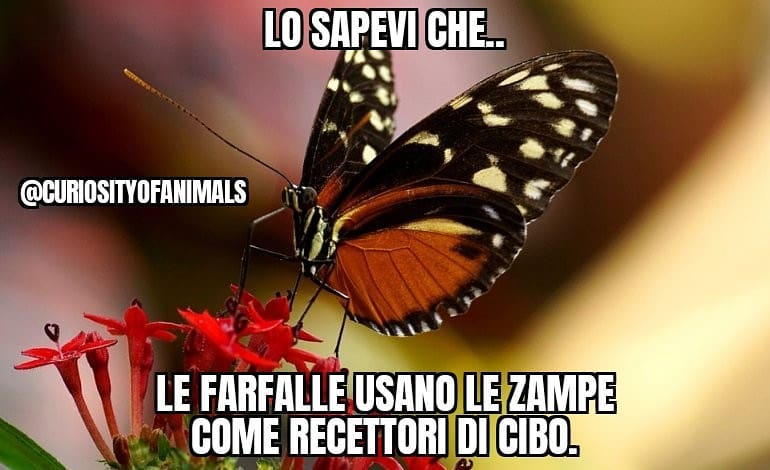 LO SAPEVI CHE..
@CURIOSITYOFANIMALS
LE FARFALLE USANO LE ZAMPE
COME RECETTORI DI CIBO.